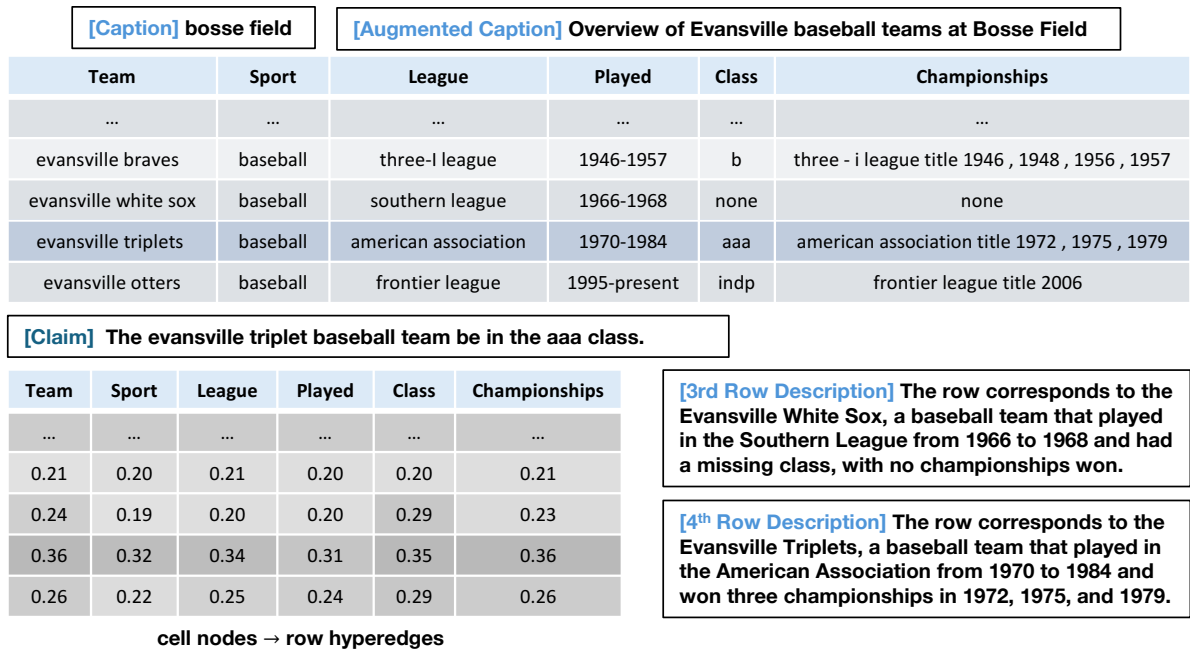 [Caption] bosse field
[Augmented Caption] Overview of Evansville baseball teams at Bosse Field
Team Sport League Played Class Championships
... ... ... ... ... ...
evansville braves baseball three-I league 1946-1957 b three - i league title 1946 , 1948 , 1956 , 1957
evansville white sox baseball southern league 1966-1968 none none
evansville triplets baseball american association 1970-1984 aaa american association title 1972 , 1975 , 1979
evansville otters baseball frontier league 1995-present indp frontier league title 2006
[Claim] The evansville triplet baseball team be in the aaa class.
Team Sport League Played Class Championships
... ... ... ... ... ...
0.21 0.20 0.21 0.20 0.20 0.21
0.24 0.19 0.20 0.20 0.29 0.23
0.36 0.32 0.34 0.31 0.35 0.36
0.26 0.22 0.25 0.24 0.29 0.26
cell nodes → row hyperedges
[3rd Row Description] The row corresponds to the
Evansville White Sox, a baseball team that played
in the Southern League from 1966 to 1968 and had
a missing class, with no championships won.
[4th Row Description] The row corresponds to the
Evansville Triplets, a baseball team that played in
the American Association from 1970 to 1984 and
won three championships in 1972, 1975, and 1979.